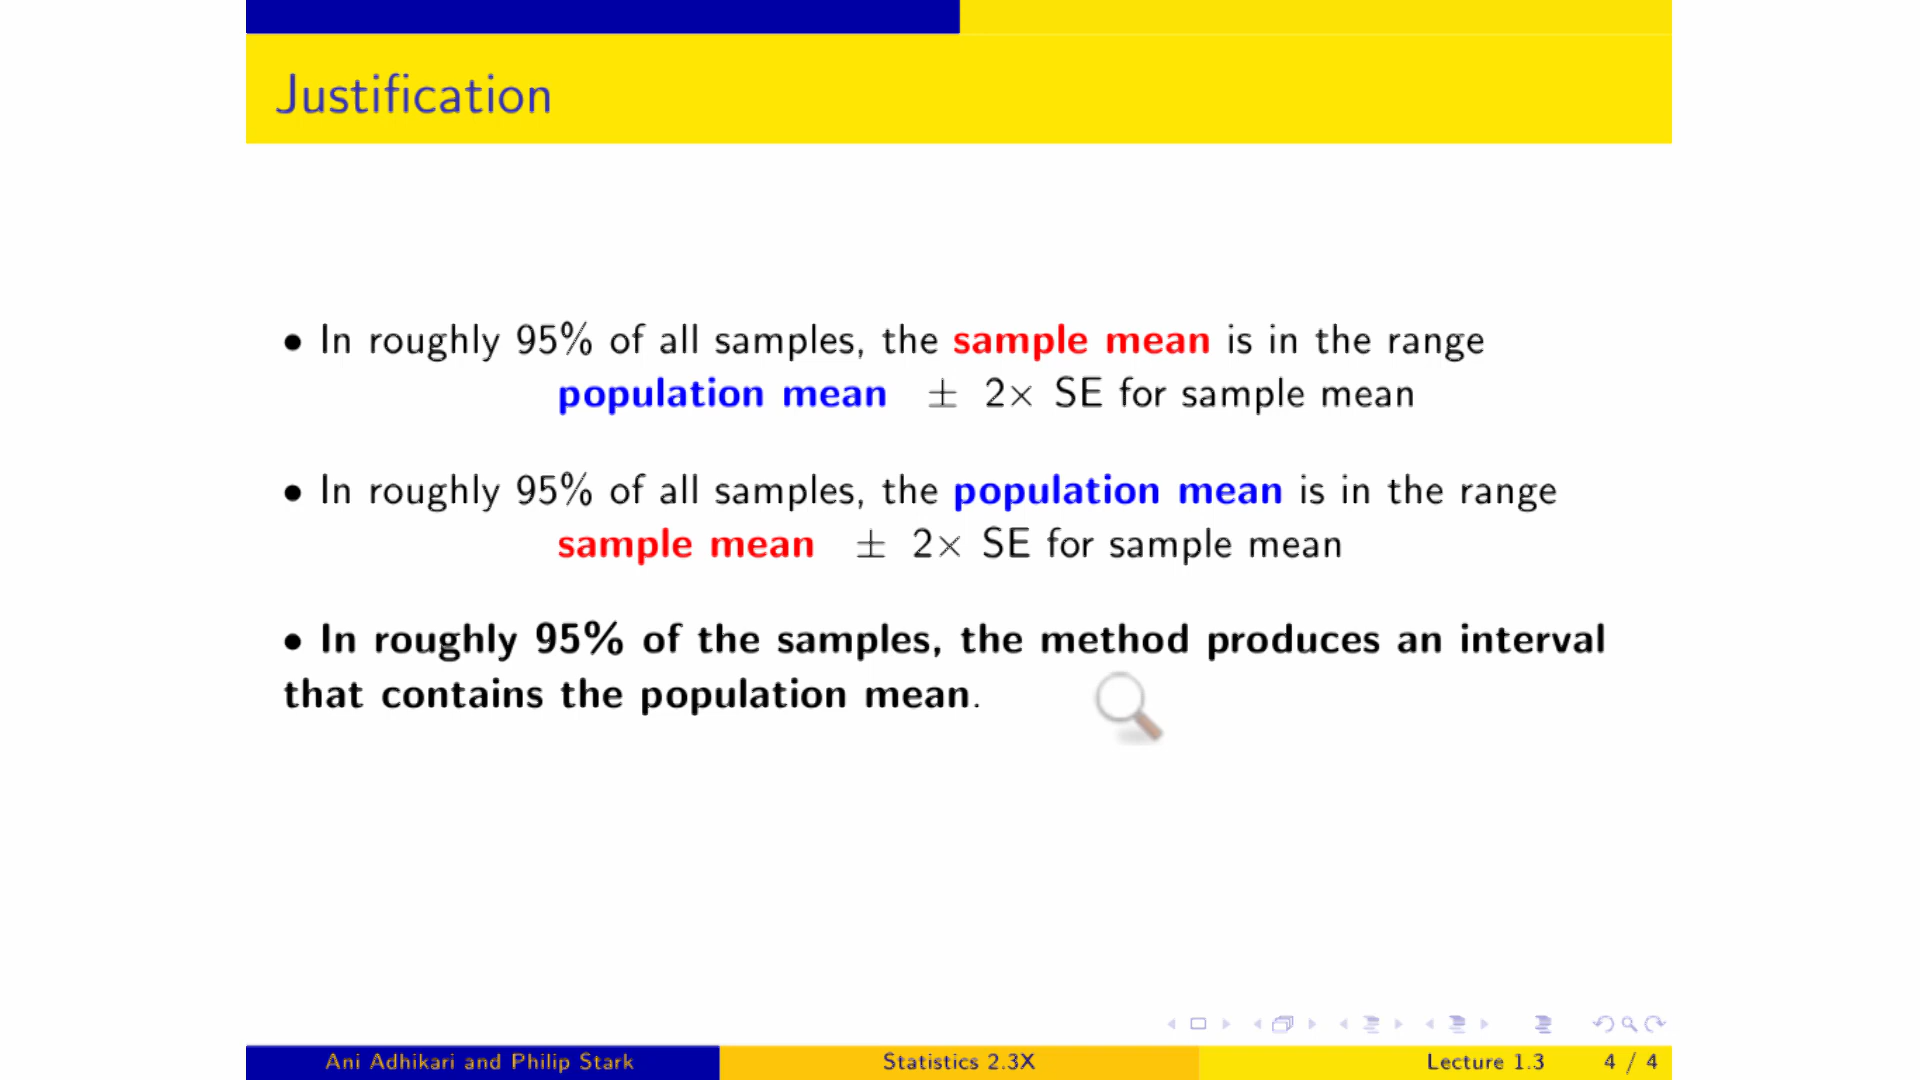 Justification
• In roughly 95% of all samples, the sample mean is in the range
population mean ± 2× SE for sample mean
• In roughly 95% of all samples, the population mean is in the range
sample mean ± 2× SE for sample mean
• In roughly 95% of the samples, the method produces an interval
that contains the population mean.
Ani Adhikari and Philip Stark Statistics 2.3X Lecture 1.3 4 / 4